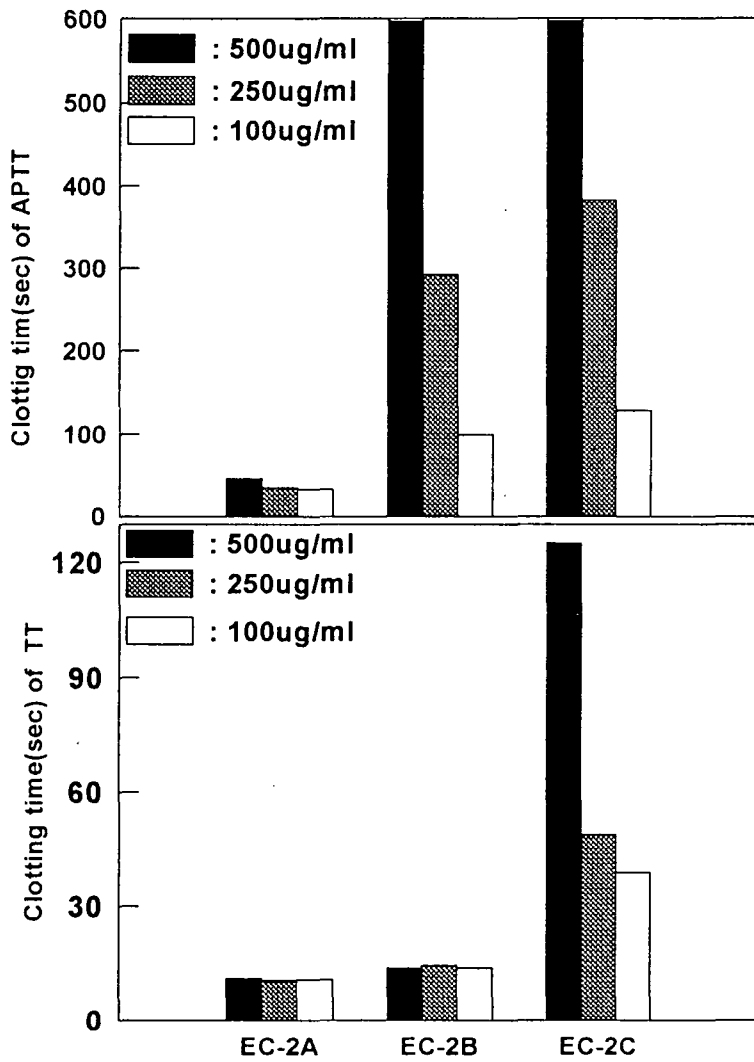 600
500
400
300
200
100
0
Clottig tim(sec) of APTT
: 500ug/ml
: 250ug/ml
: 100ug/ml
120
90
60
30
0
Clotting time(sec) of TT
: 500ug/ml
: 250ug/ml
: 100ug/ml
EC-2A EC-2B EC-2C